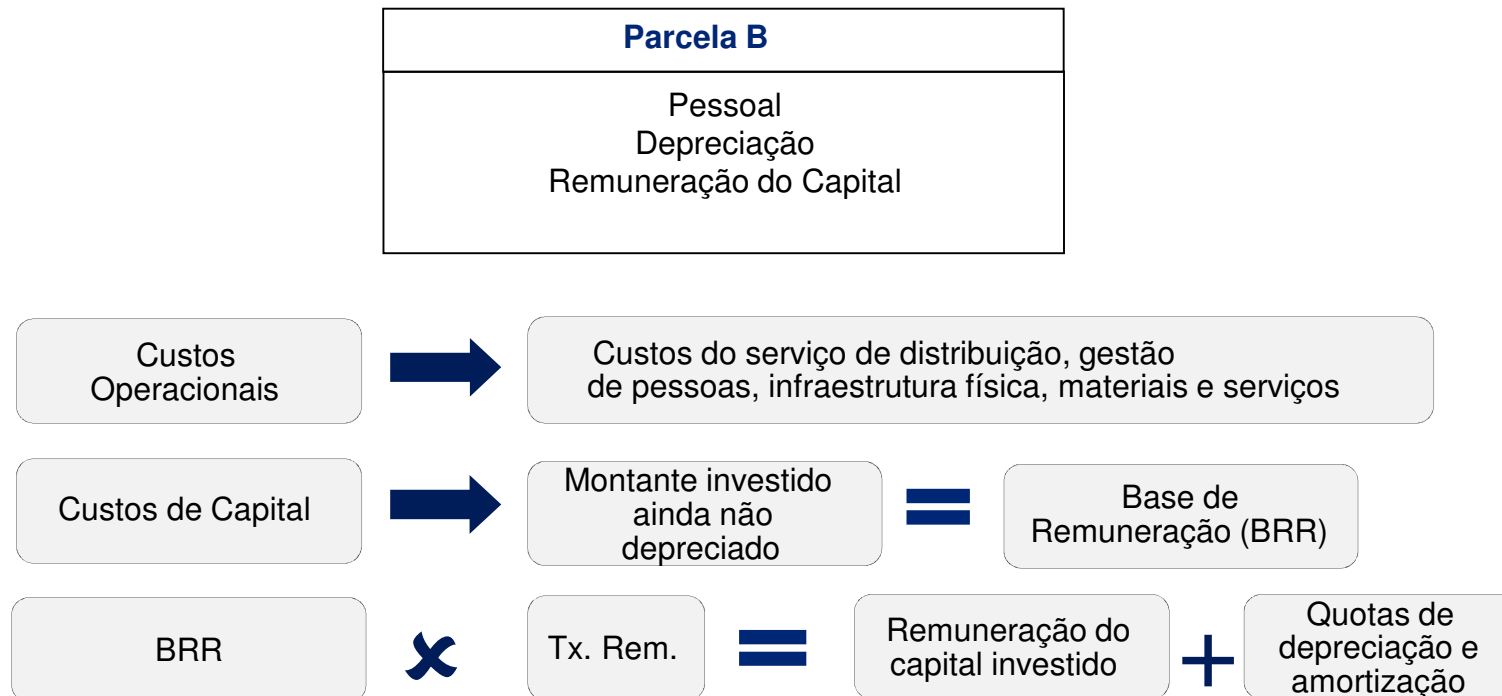 Parcela B
Pessoal
Depreciação
Remuneração do Capital
Custos
Operacionais
Custos do serviço de distribuição, gestão
de pessoas, infraestrutura física, materiais e serviços
Custos de Capital
Montante investido
ainda não
depreciado
=
Base de
Remuneração (BRR)
BRR
×
Tx. Rem.
=
Remuneração do
capital investido
+
Quotas de
depreciação e
amortização